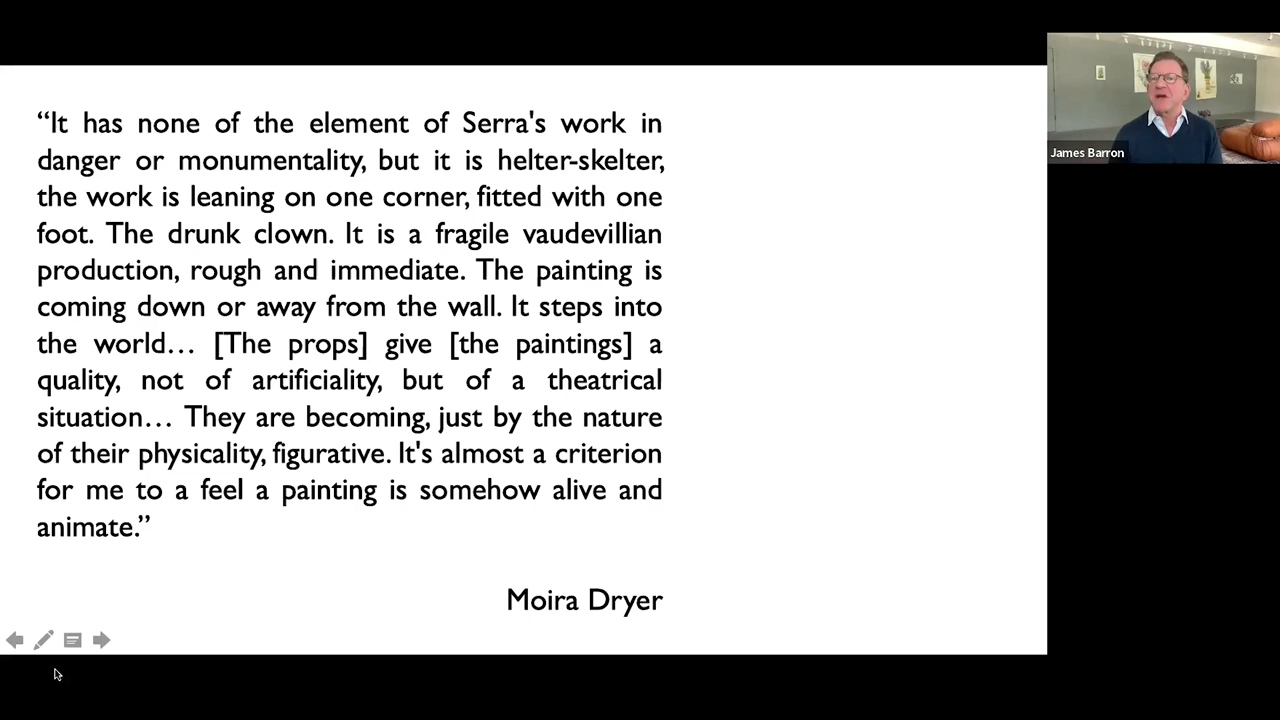 “It has none of the element of Serra's work in
danger or monumentality, but it is helter-skelter,
the work is leaning on one corner, fitted with one
foot. The drunk clown. It is a fragile vaudevillian
production, rough and immediate. The painting is
coming down or away from the wall. It steps into
the world… [The props] give [the paintings] a
quality, not of artificiality, but of a theatrical
situation… They are becoming, just by the nature
of their physicality, figurative. It's almost a criterion
for me to a feel a painting is somehow alive and
animate.”
Moira Dryer
James Barron